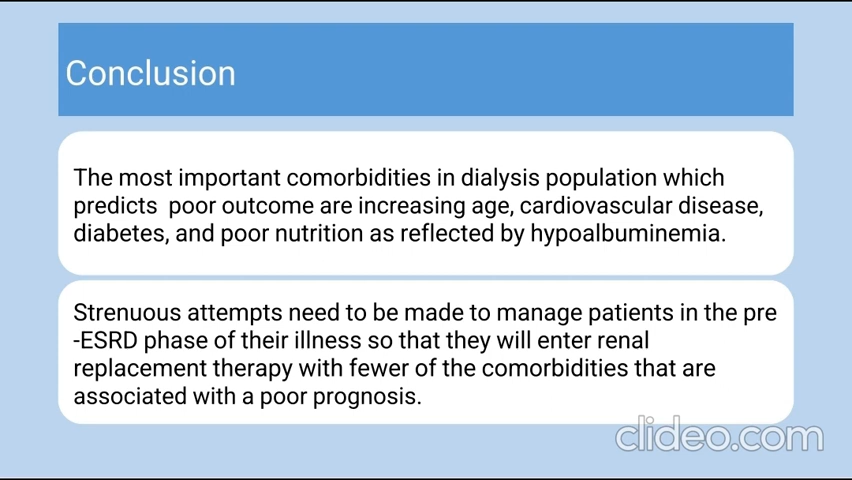 Conclusion
The most important comorbidities in dialysis population which
predicts  poor outcome are increasing age, cardiovascular disease,
diabetes, and poor nutrition as reflected by hypoalbuminemia.
Strenuous attempts need to be made to manage patients in the pre
-ESRD phase of their illness so that they will enter renal
replacement therapy with fewer of the comorbidities that are
associated with a poor prognosis.
clideo.com